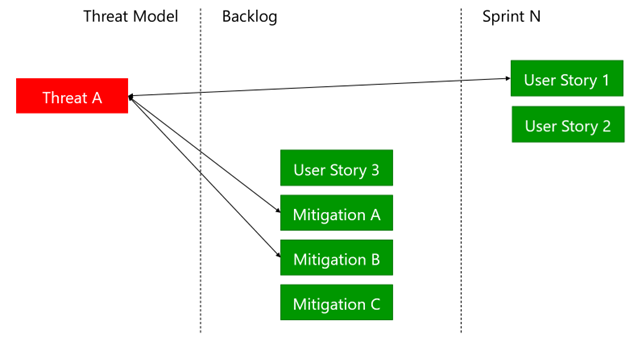 Threat Model
Backlog
Sprint N
Threat A
User Story 1
User Story 2
User Story 3
Mitigation A
Mitigation B
Mitigation C